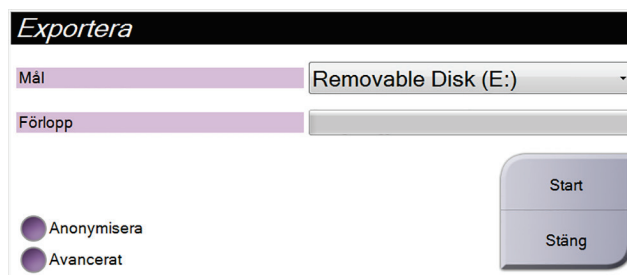 Exportera
Mål
Removable Disk (E:)
Förlopp
Start
Anonymisera
Stäng
Avancerat